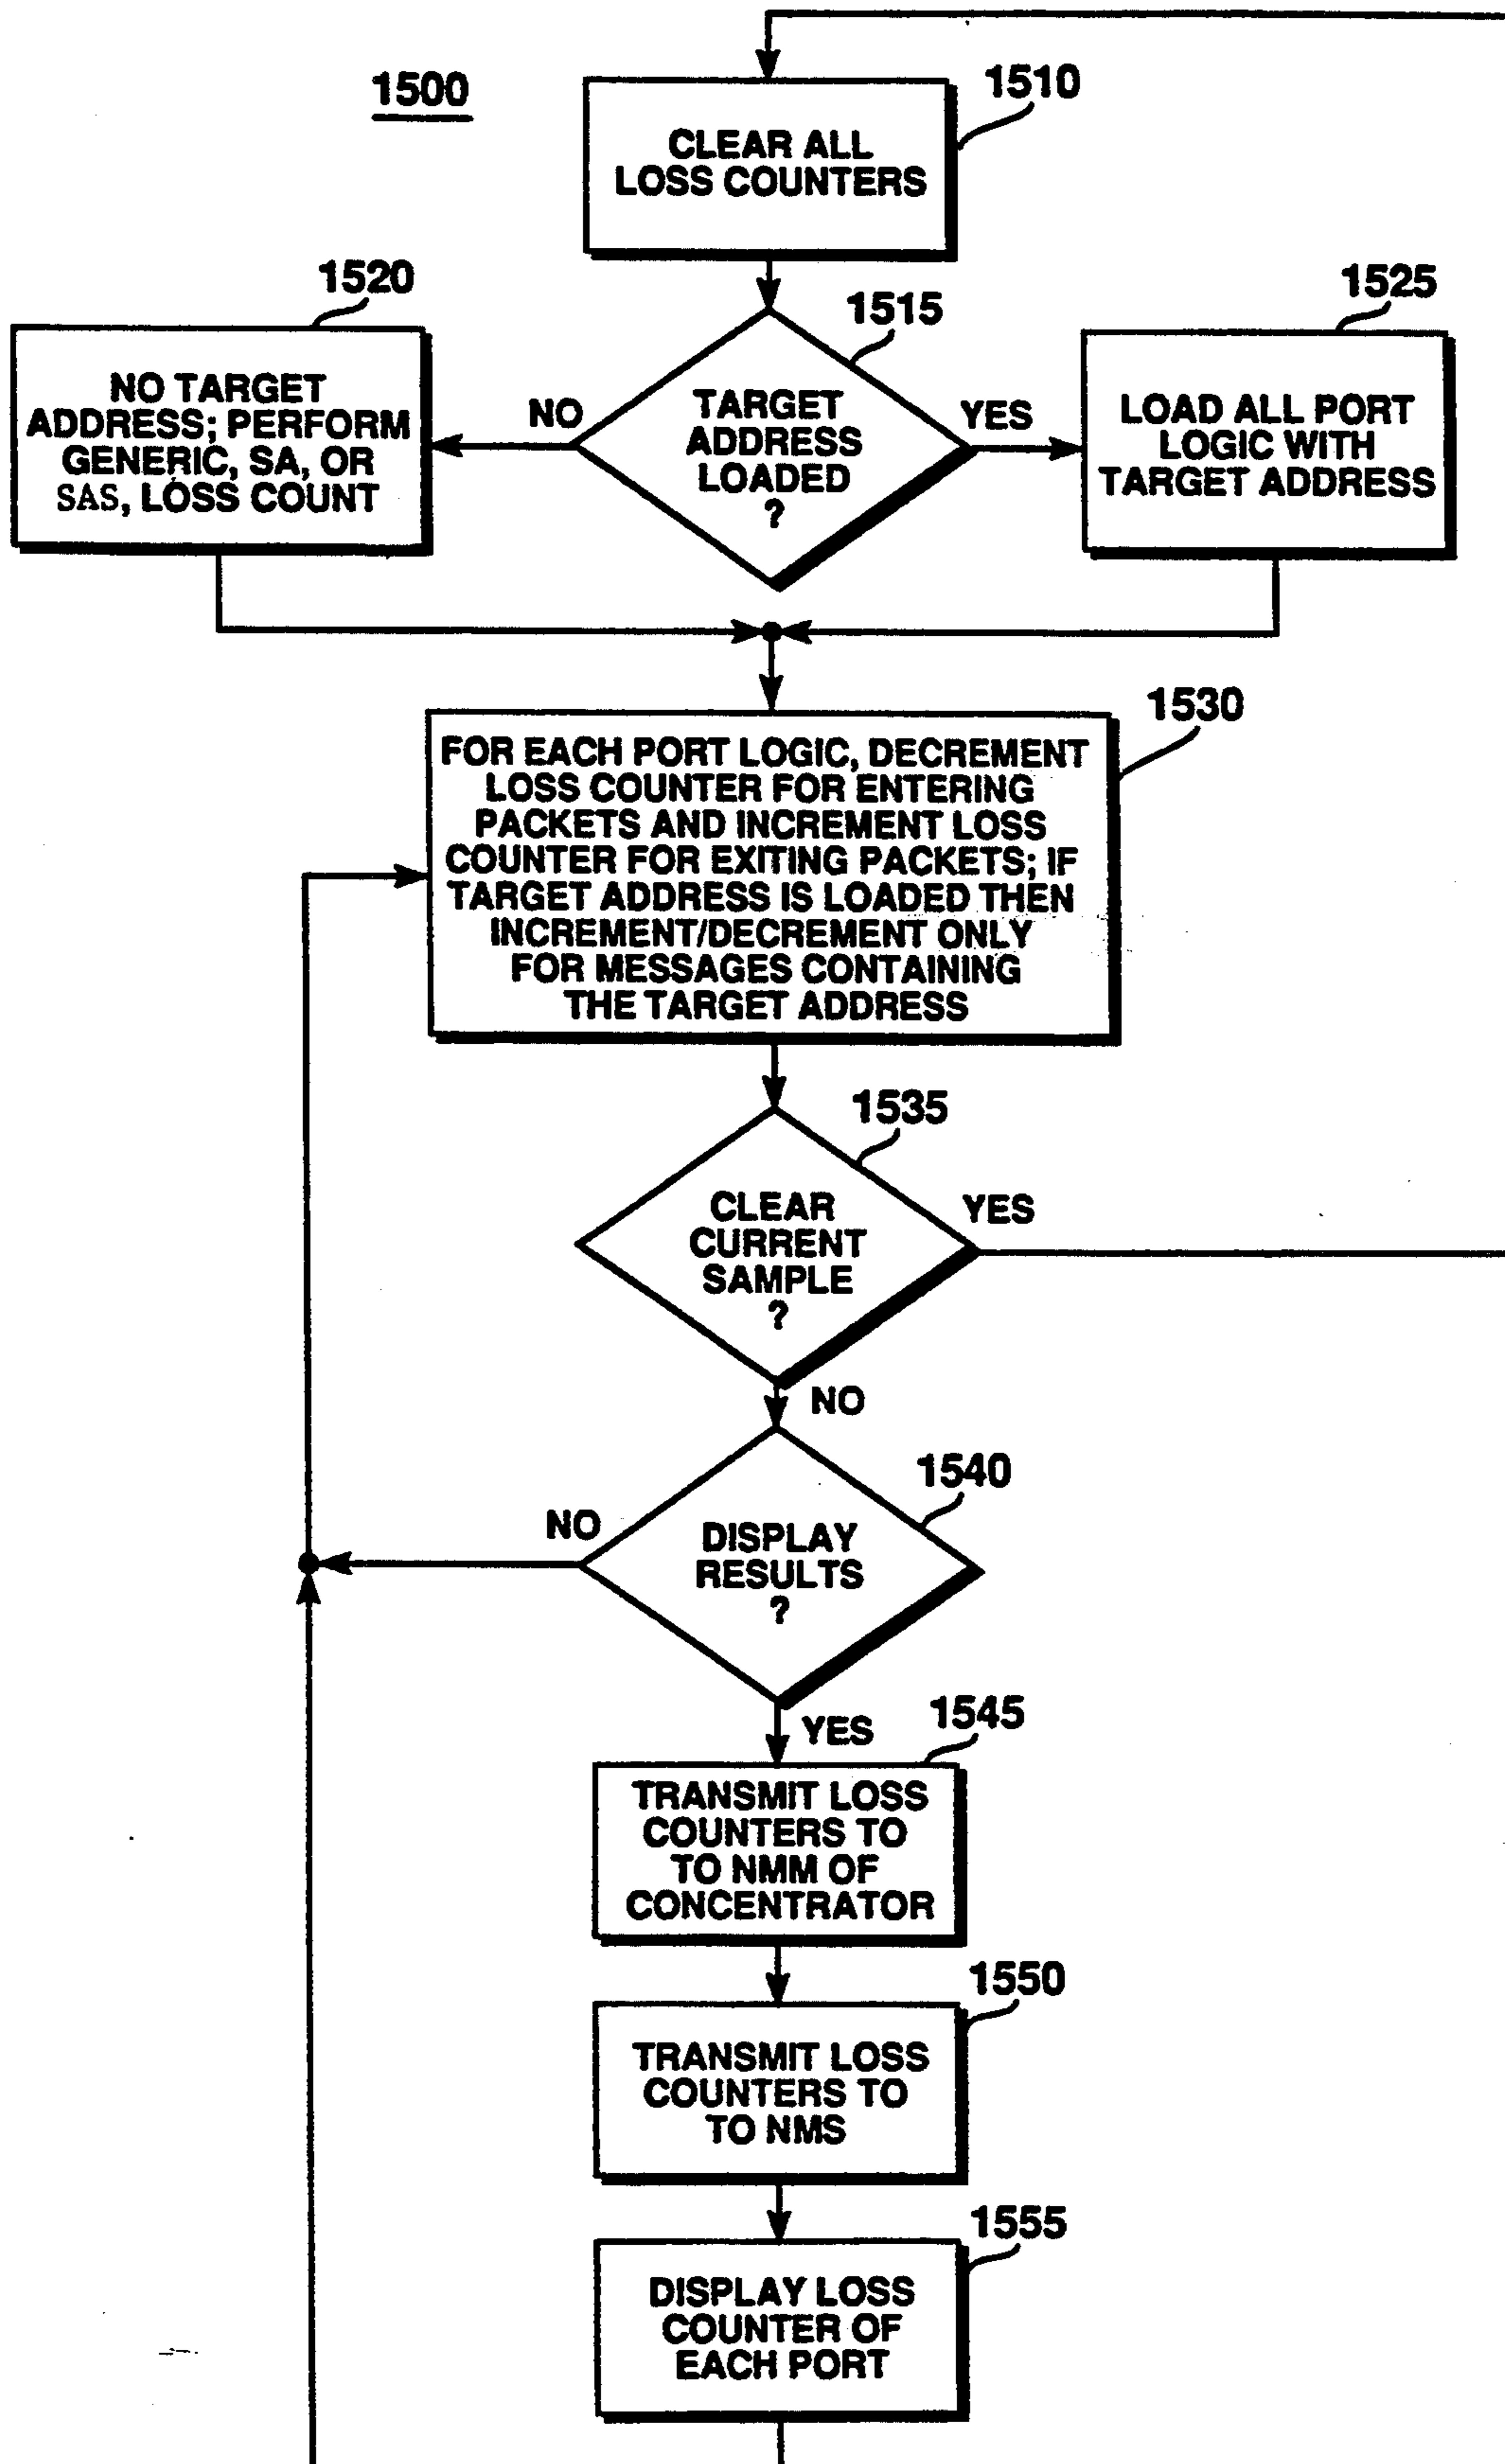 1500
1510
CLEAR ALL
LOSS COUNTERS
1520
NO TARGET
ADDRESS; PERFORM
GENERIC, SA, OR
SAS, LOSS COUNT
NO
1515
TARGET
ADDRESS
LOADED
?
YES
1525
LOAD ALL PORT
LOGIC WITH
TARGET ADDRESS
1530
FOR EACH PORT LOGIC, DECREMENT
LOSS COUNTER FOR ENTERING
PACKETS AND INCREMENT LOSS
COUNTER FOR EXITING PACKETS; IF
TARGET ADDRESS IS LOADED THEN
INCREMENT/DECREMENT ONLY
FOR MESSAGES CONTAINING
THE TARGET ADDRESS
1535
CLEAR
CURRENT
SAMPLE
?
YES
NO
1540
NO
DISPLAY
RESULTS
?
YES
1545
TRANSMIT LOSS
COUNTERS TO
TO NMM OF
CONCENTRATOR
1550
TRANSMIT LOSS
COUNTERS TO
TO NMS
1555
DISPLAY LOSS
COUNTER OF
EACH PORT